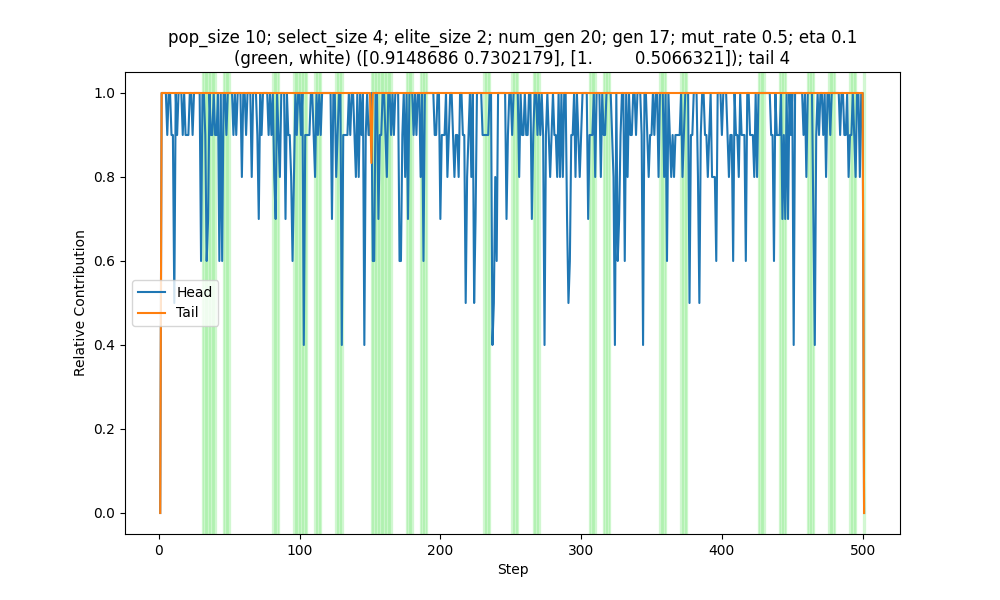 pop_size 10; select_size 4; elite_size 2; num_gen 20; gen 17; mut_rate 0.5; eta 0.1
(green, white) ([0.9148686 0.7302179], [1.        0.5066321]); tail 4
1.0
0.8
0.6
0.4
0.2
0.0
Relative Contribution
Head
Tail
0
100
200
300
400
500
Step